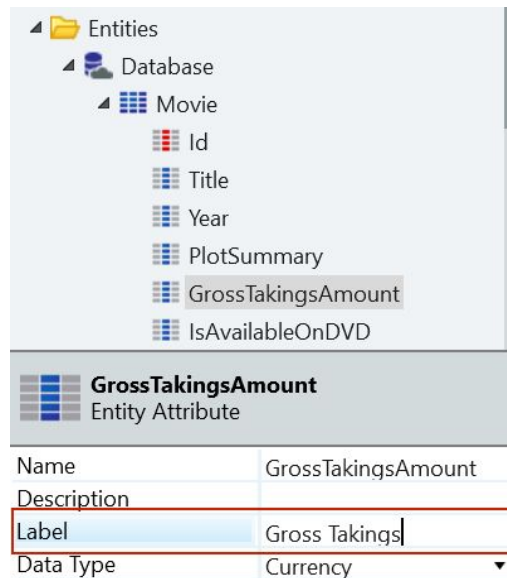 Entities
Database
Movie
Id
Title
Year
PlotSummary
GrossTakingsAmount
IsAvailableOnDVD
GrossTakingsAmount
Entity Attribute
Name GrossTakingsAmount
Description
Label Gross Takings
Data Type Currency